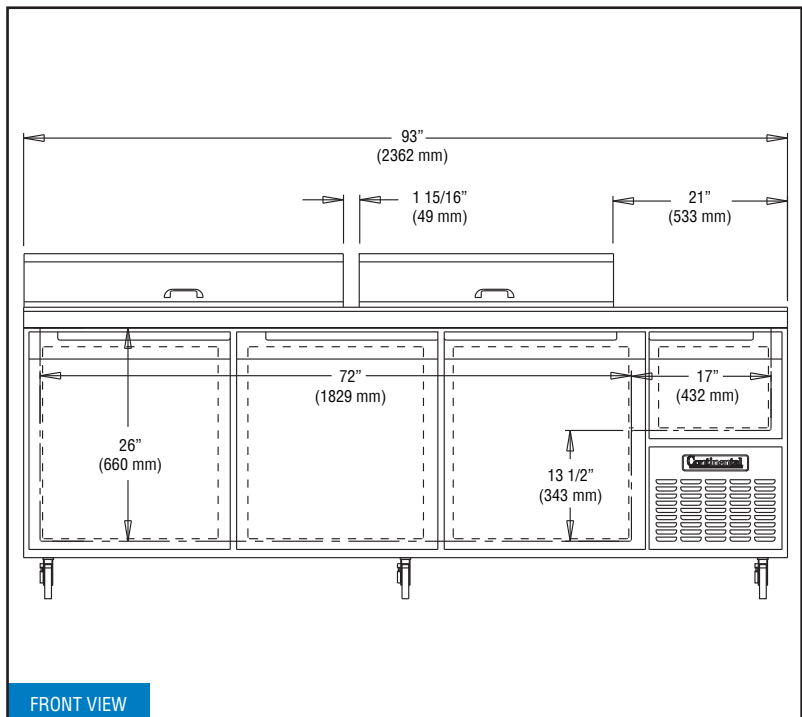 93”
(2362 mm)
1 15/16”
(49 mm)
21”
(533 mm)
72”
(1829 mm)
17”
(432 mm)
26”
(660 mm)
13 1/2”
(343 mm)
Continental
FRONT VIEW